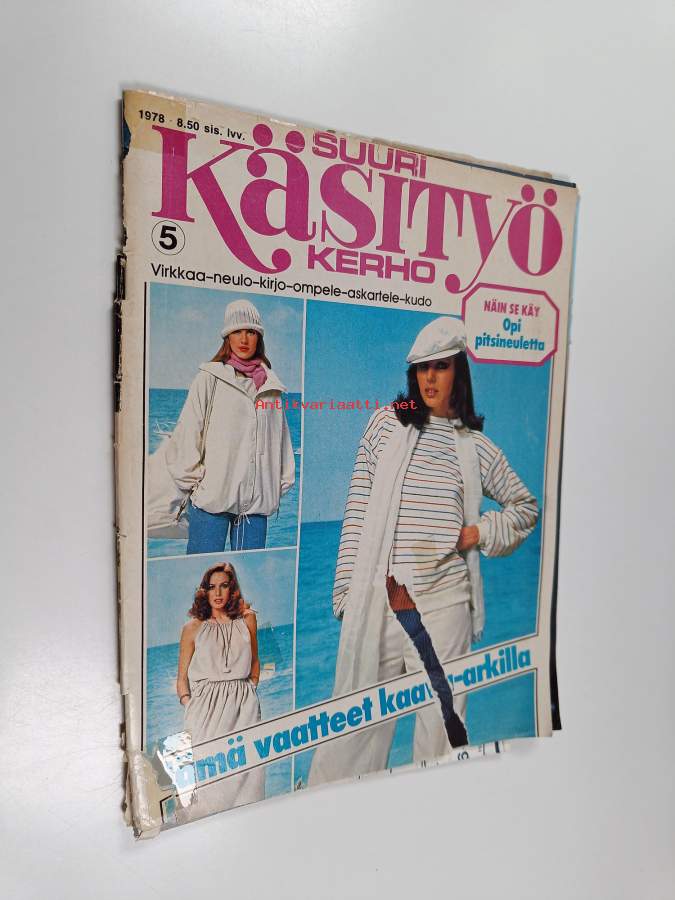 1978 · 8.50 sis. lvv.
SUURI
KÄSITYÖ
KERHO
5
Virkkaa–neulo–kirjo–ompele–askartele–kudo
NÄIN SE KÄY
Opi
pitsineuletta
Antikvariaatti.net
vaatteet